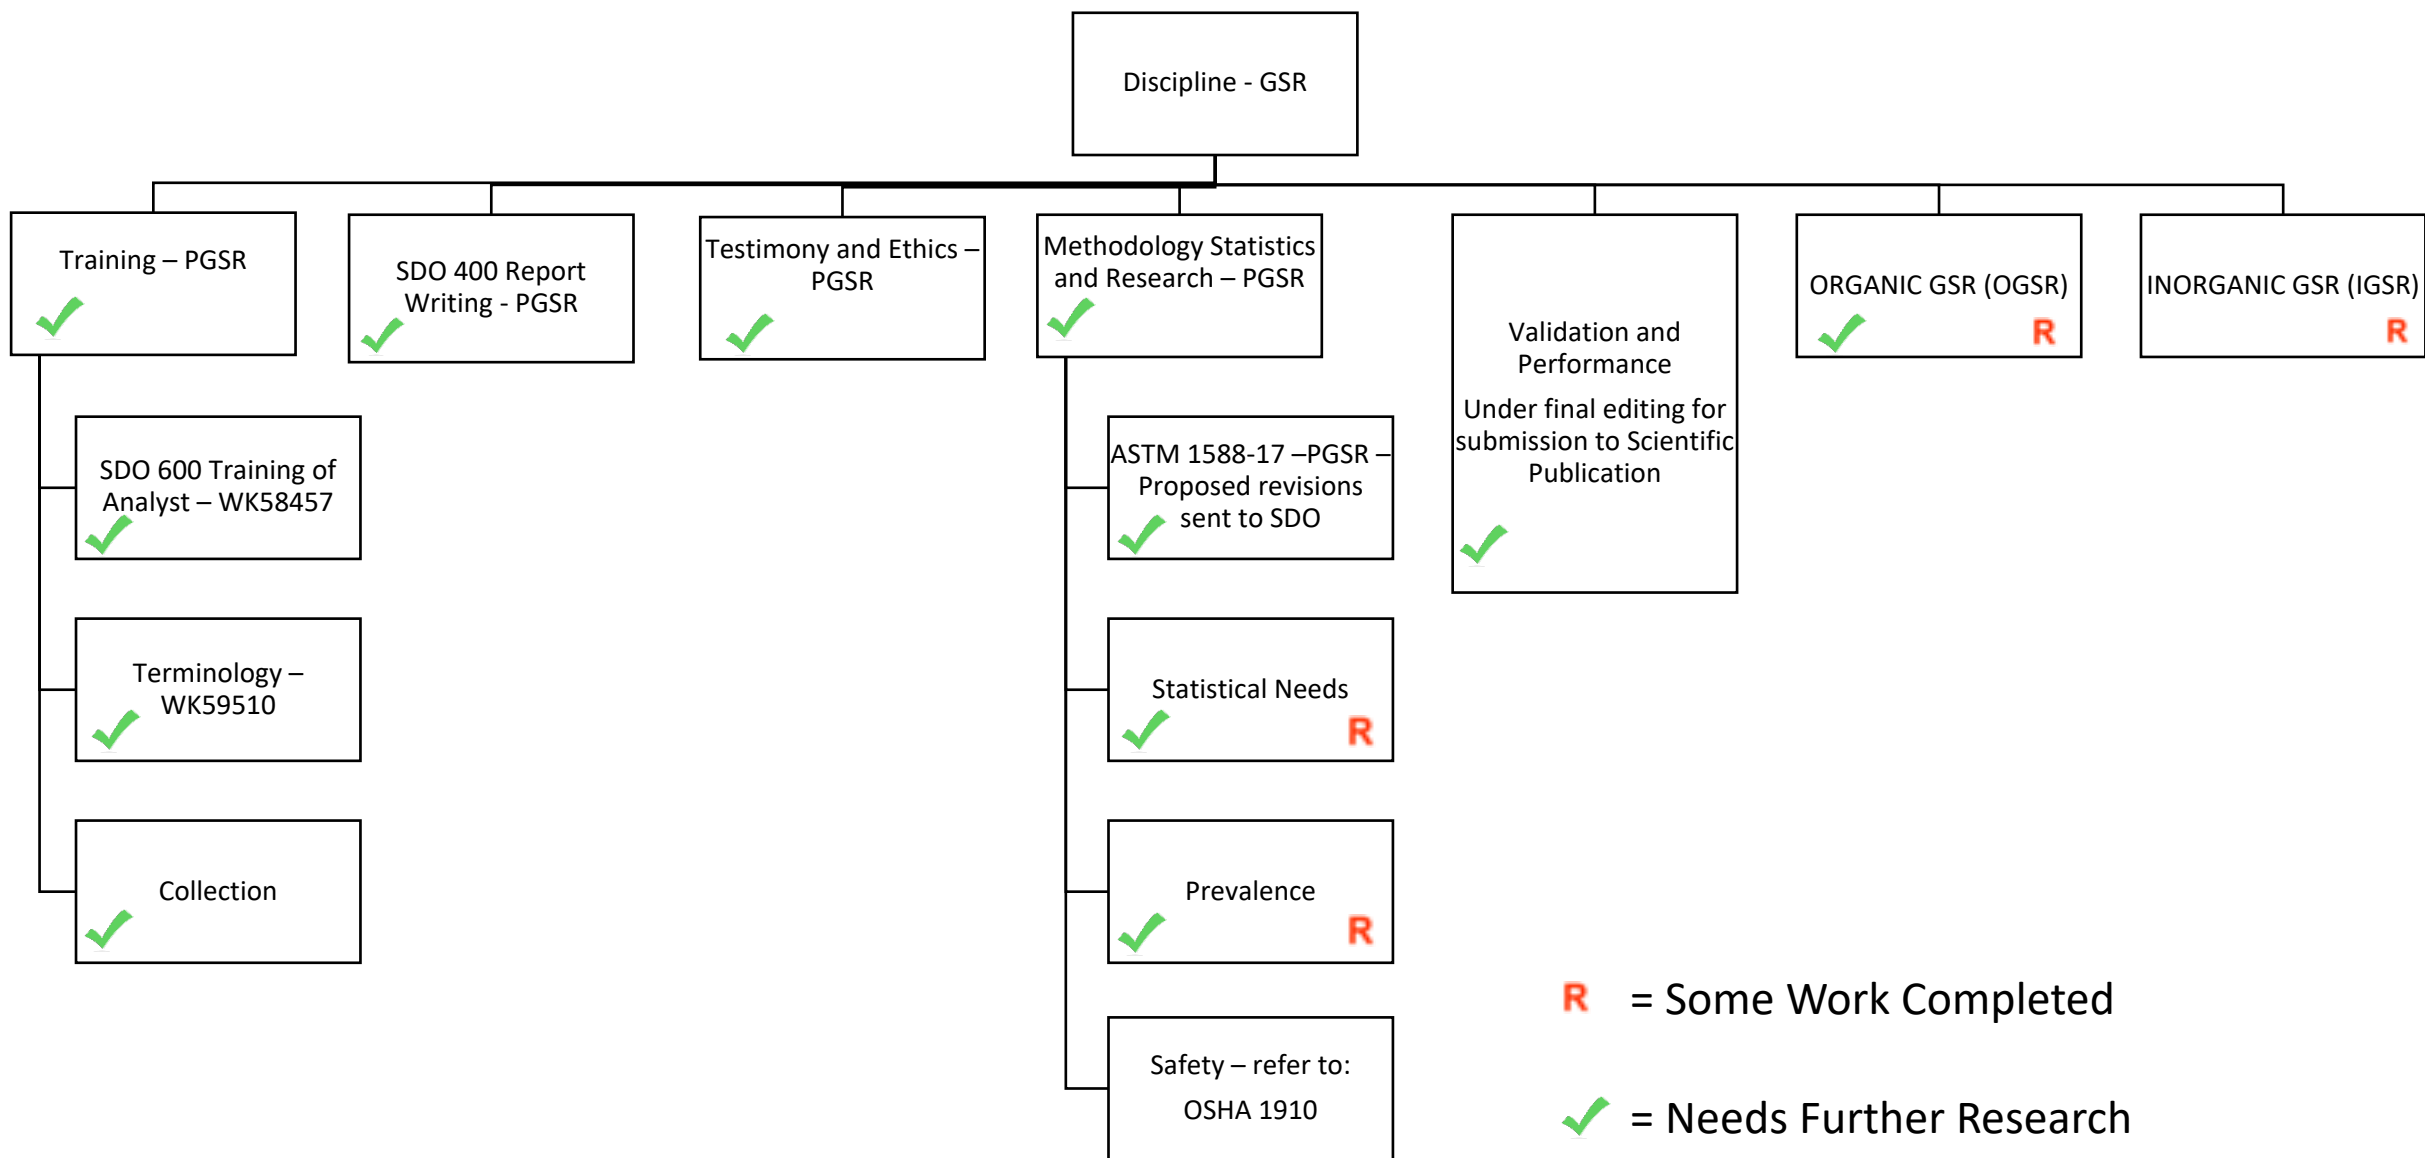 Discipline - GSR
Training – PGSR
SDO 400 Report
Writing - PGSR
Testimony and Ethics –
PGSR
Methodology Statistics
and Research – PGSR
Validation and
Performance
Under final editing for
submission to Scientific
Publication
ORGANIC GSR (OGSR)
R
INORGANIC GSR (IGSR)
R
SDO 600 Training of
Analyst – WK58457
Terminology –
WK59510
Collection
ASTM 1588-17 –PGSR –
Proposed revisions
sent to SDO
Statistical Needs
R
Prevalence
R
Safety – refer to:
OSHA 1910
R = Some Work Completed
= Needs Further Research